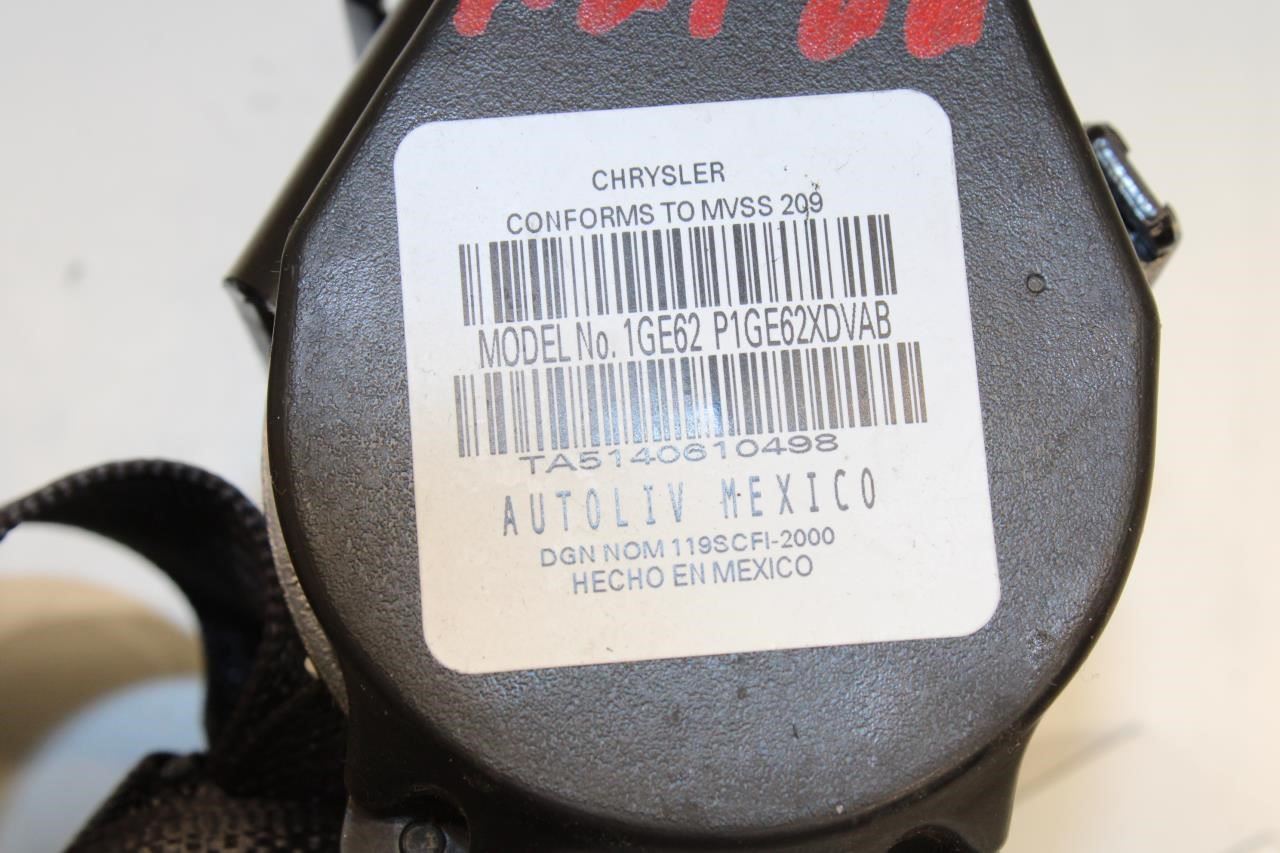 CHRYSLER
CONFORMS TO MVSS 209
MODEL No. 1GE62 P1GE62XDVAB
TA5140610498
AUTOLIV MEXICO
DGN NOM 119SCFI-2000
HECHO EN MEXICO